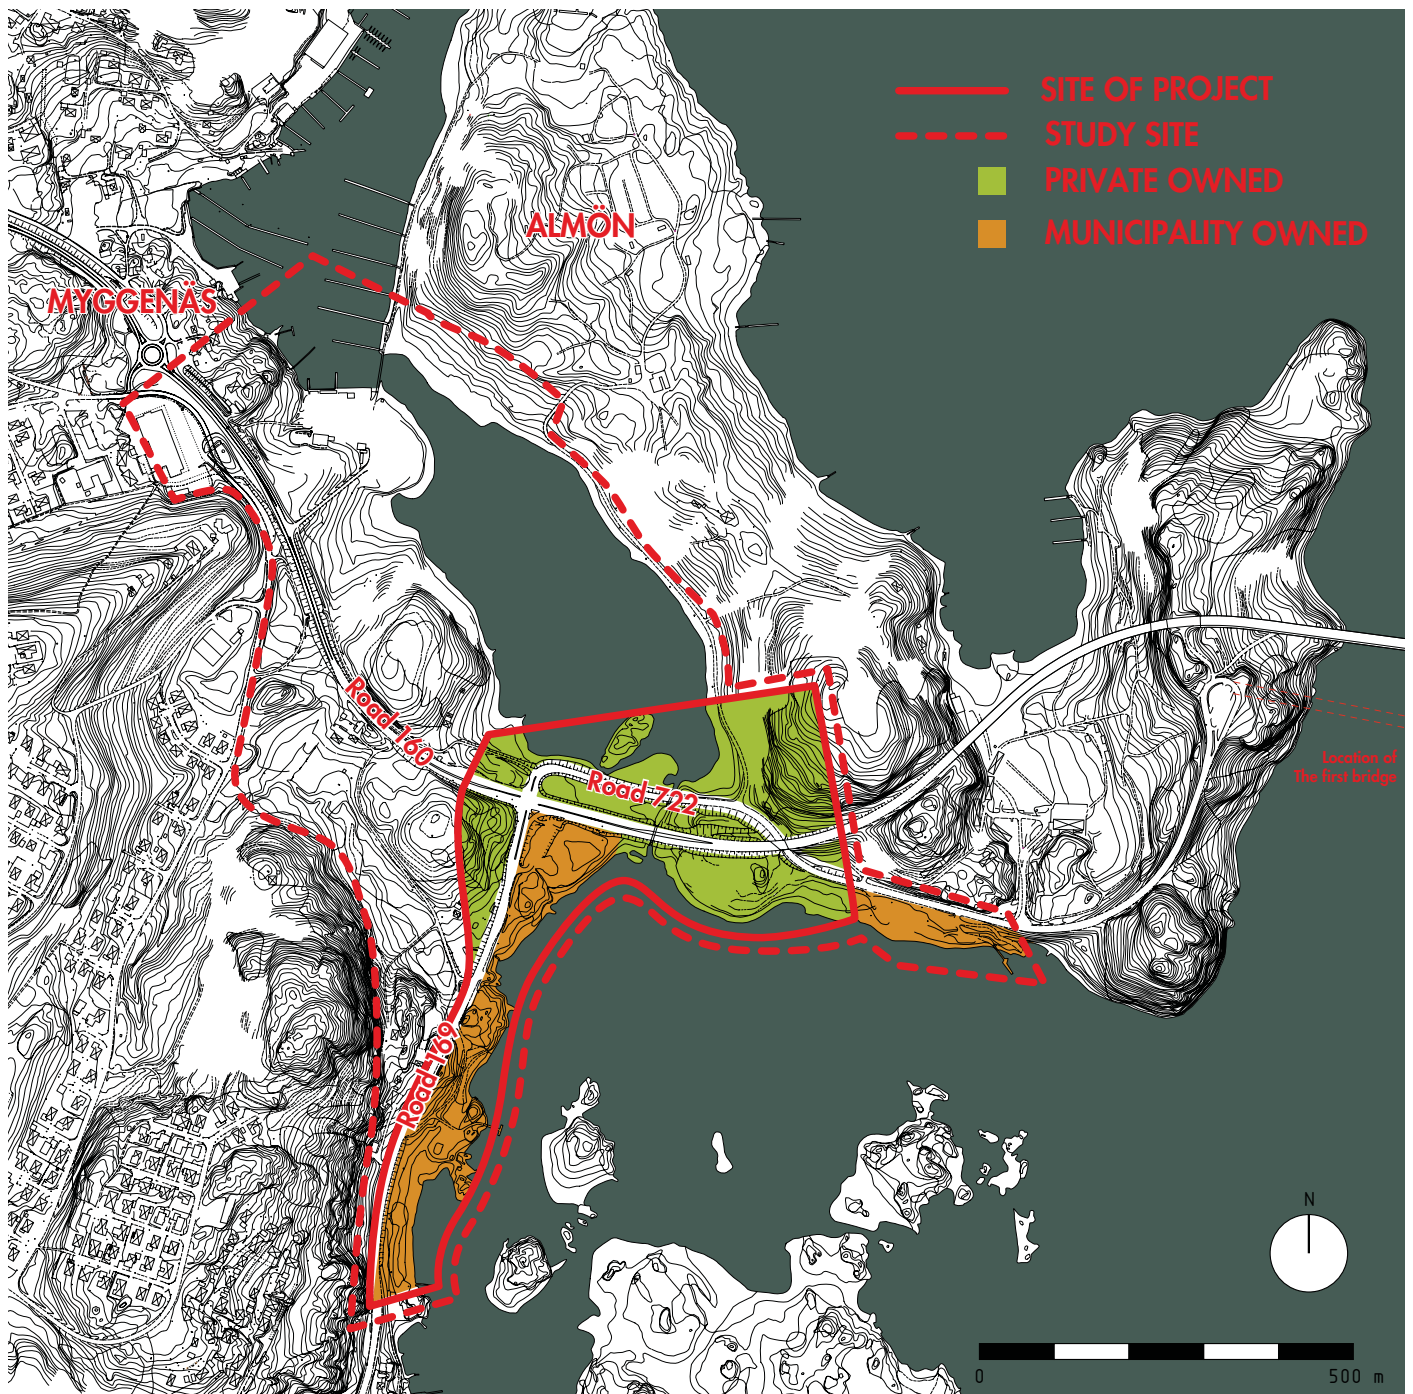 SITE OF PROJECT
STUDY SITE
PRIVATE OWNED
MUNICIPALITY OWNED
ALMÖN
MYGGENÄS
Road 160
Road 722
Location of
The first bridge
Road 169
N
0 500 m